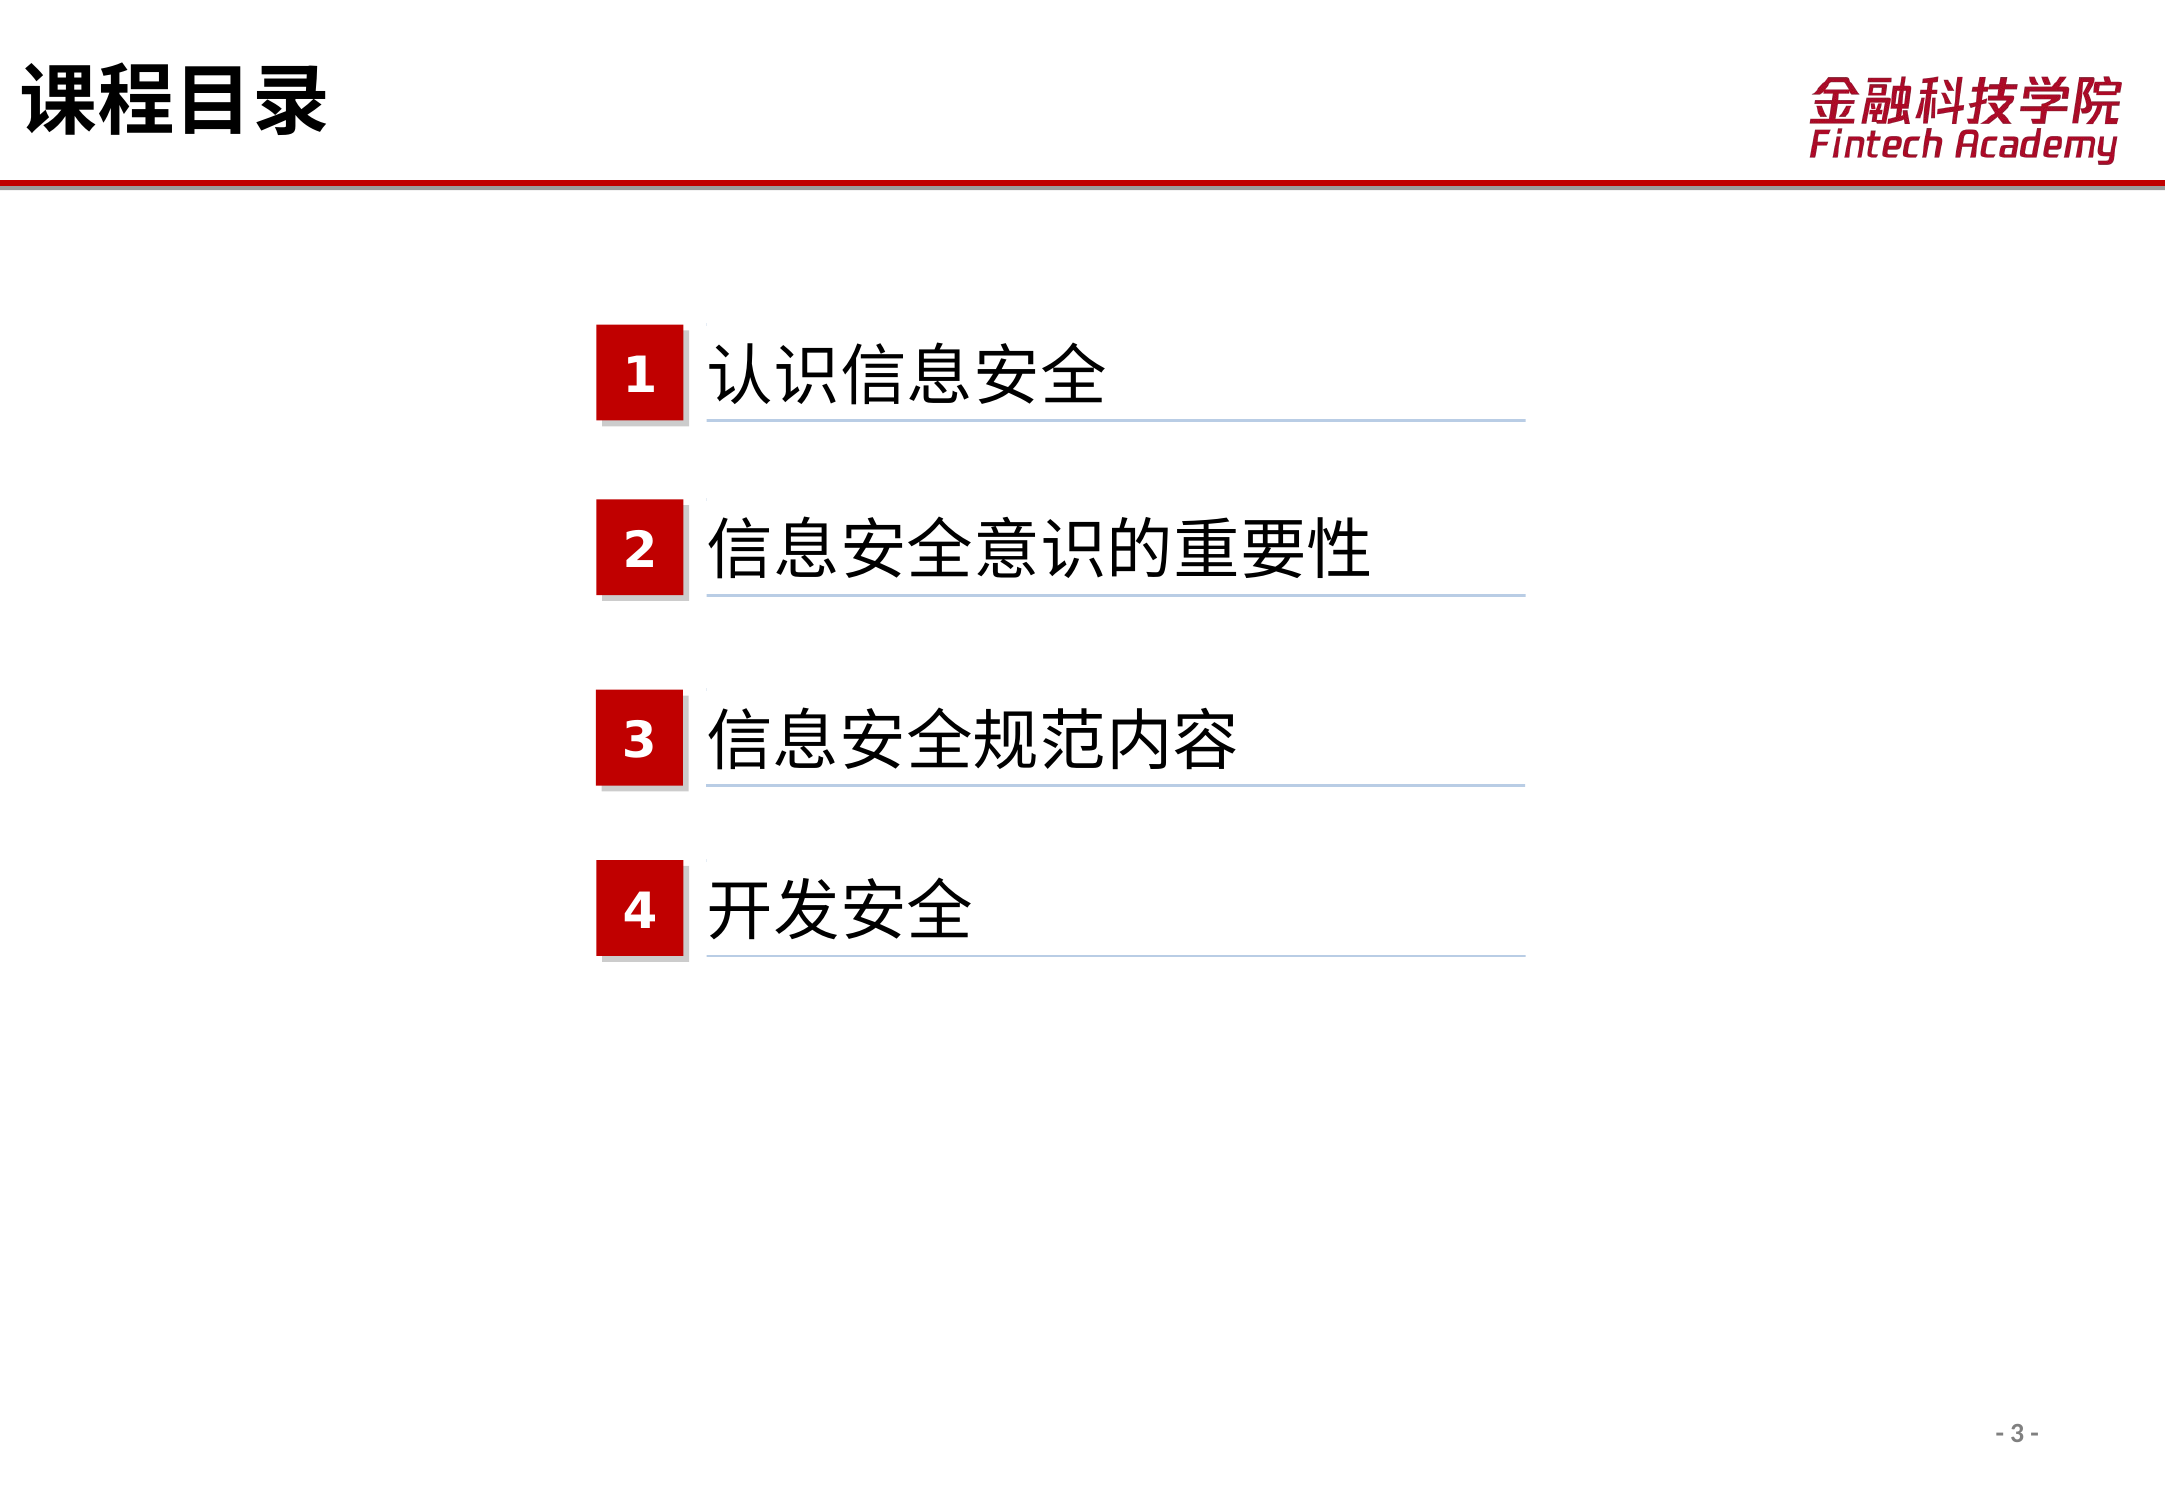 课程目录
金融科技学院
Fintech Academy
1 认识信息安全
2 信息安全意识的重要性
3 信息安全规范内容
4 开发安全
- 3 -